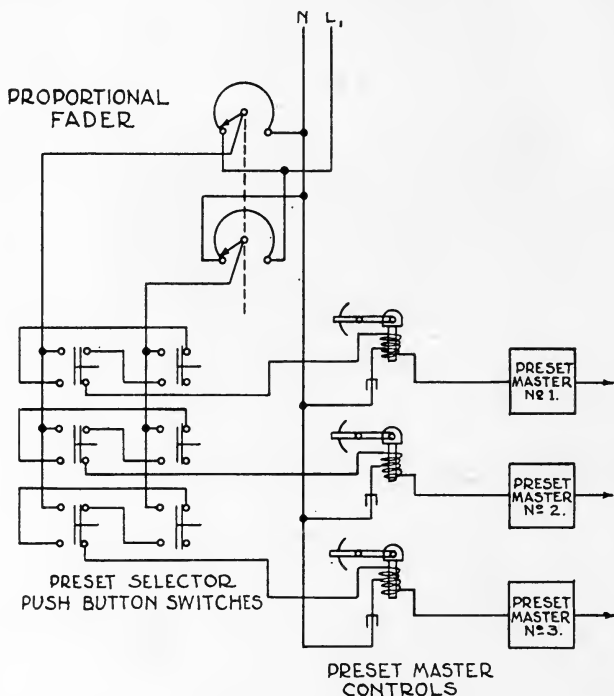 N L₁
PROPORTIONAL
FADER
PRESET
MASTER
Nº 1.
PRESET
MASTER
Nº 2.
PRESET
MASTER
Nº 3.
PRESET SELECTOR
PUSH BUTTON SWITCHES
PRESET MASTER
CONTROLS